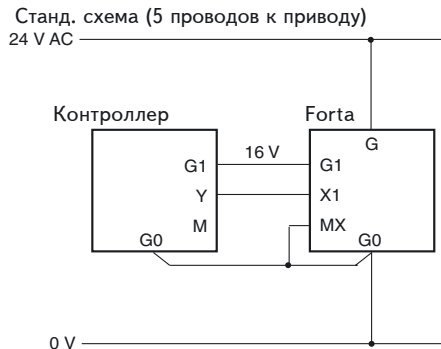 Станд. схема (5 проводов к приводу)
24 V AC
Контроллер
Forta
G
G1
16 V
G1
Y
X1
M
MX
G0
G0
0 V